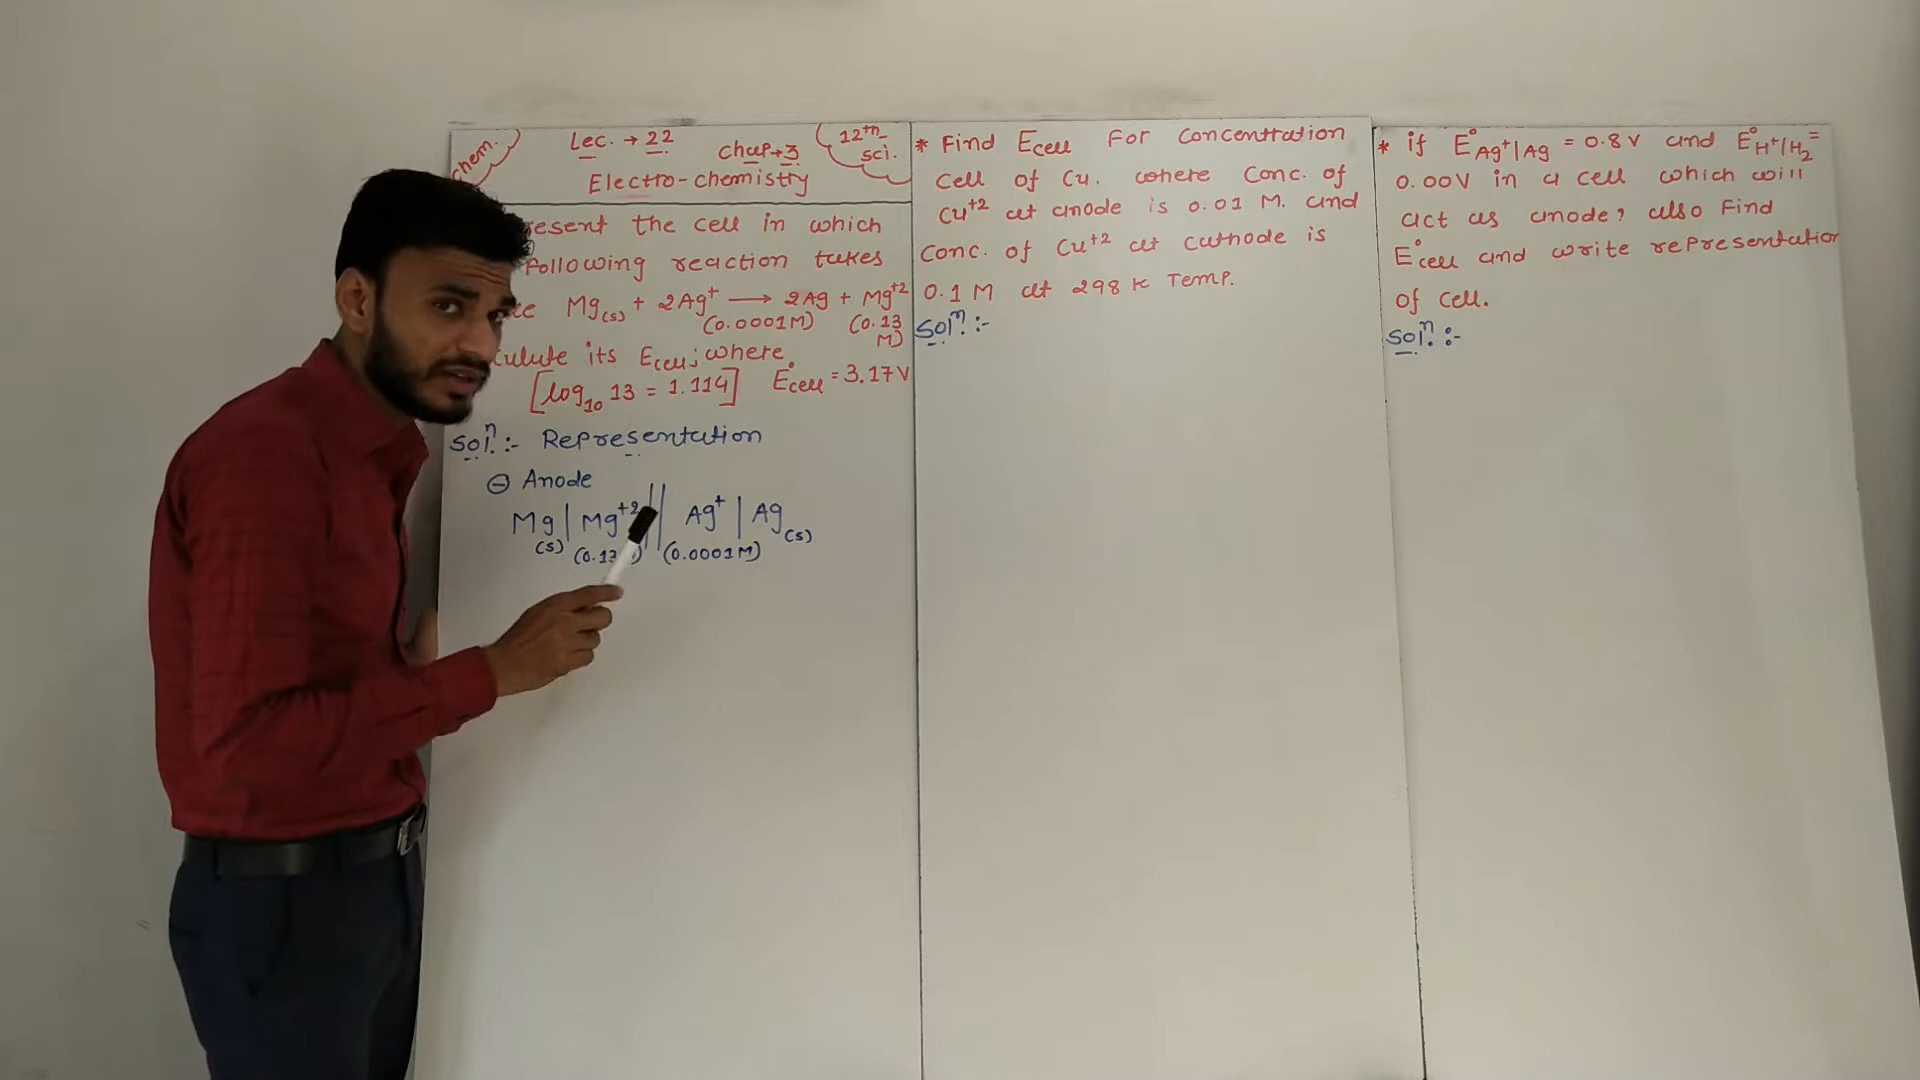 chem.
Lec. → 22
Chap → 3
12th
sci.
Electro-chemistry
the cell in which
following reaction takes
Mg(s) + 2Ag⁺ ⟶ 2Ag + Mg⁺²
(0.0001M) (0.13
M)
its Ecell; where
[log₁₀ 13 = 1.114] E°cell = 3.17V
Solⁿ. :- Representation
⊖ Anode
Mg | Mg⁺² || Ag⁺ | Ag
(s) (0.0001M) (s)
* Find Ecell For Concentration
Cell of Cu. where Conc. of
Cu⁺² at anode is 0.01 M. and
Conc. of Cu⁺² at Cathode is
0.1 M at 298 K Temp.
Solⁿ. :-
* if E°Ag⁺|Ag = 0.8 V and E°H⁺|H₂ =
0.00V in a cell which will
act as anode? also Find
E°cell and write representation
of cell.
Solⁿ. :-